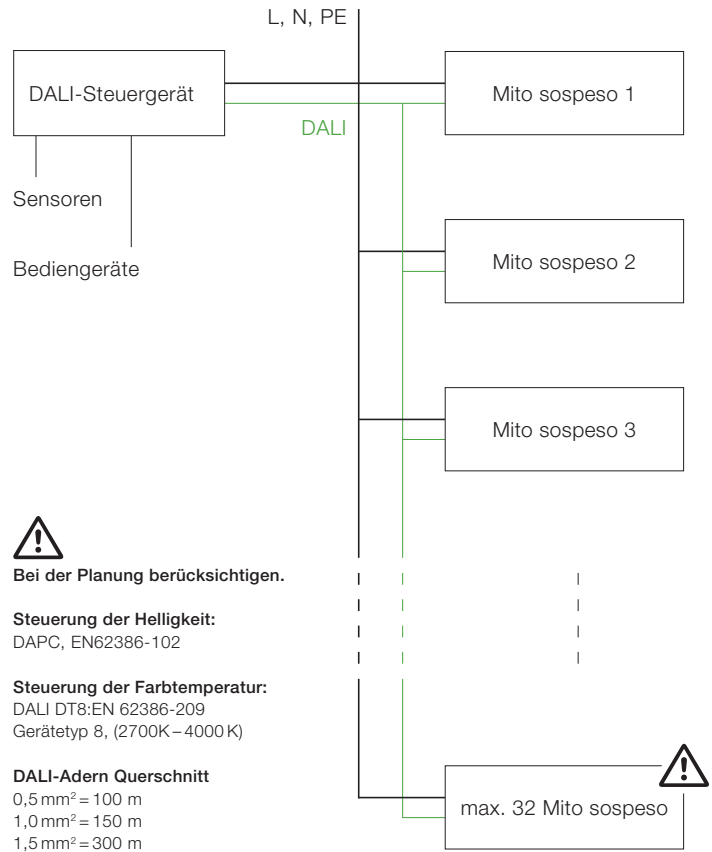 L, N, PE
DALI-Steuergerät
Mito sospeso 1
DALI
Sensoren
Bediengeräte
Mito sospeso 2
Mito sospeso 3
Bei der Planung berücksichtigen.
Steuerung der Helligkeit:
DAPC, EN62386-102
Steuerung der Farbtemperatur:
DALI DT8:EN 62386-209
Gerätetyp 8, (2700K – 4000 K)
DALI-Adern Querschnitt
0,5 mm² = 100 m
1,0 mm² = 150 m
1,5 mm² = 300 m
max. 32 Mito sospeso